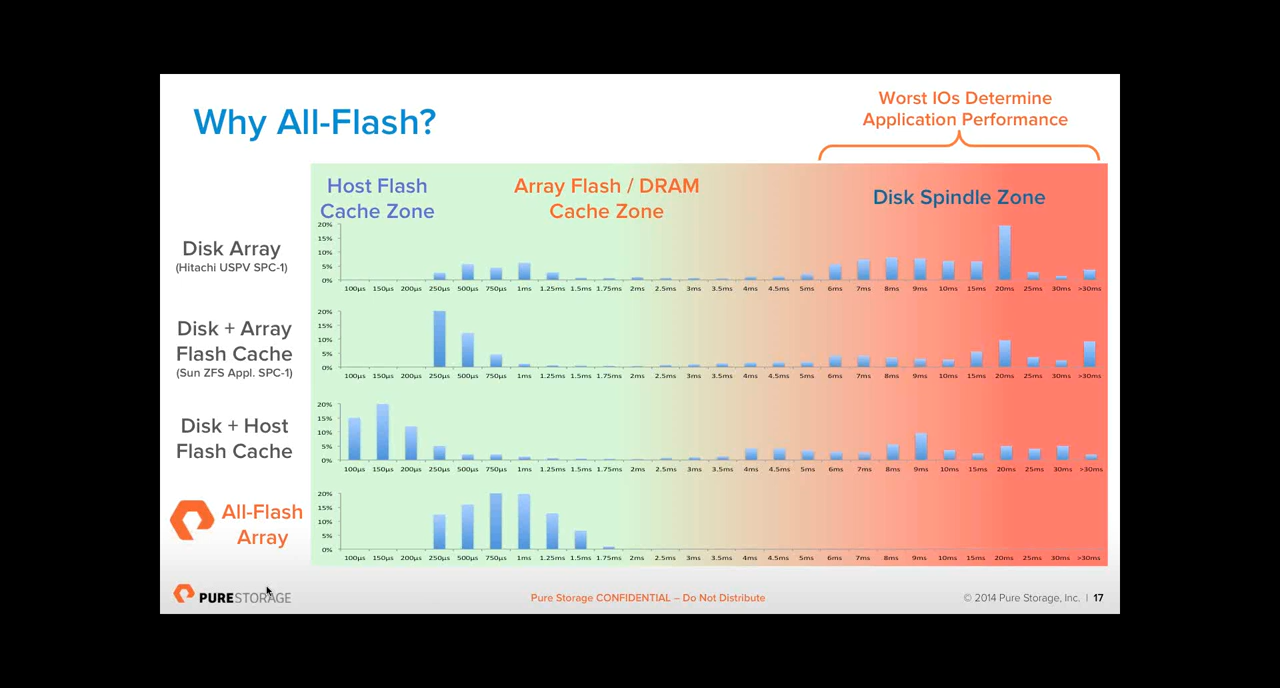 Why All-Flash?
Worst IOs Determine
Application Performance
Host Flash
Cache Zone
Array Flash / DRAM
Cache Zone
Disk Spindle Zone
Disk Array
(Hitachi USPV SPC-1)
20%
15%
10%
5%
0%
100µs 150µs 200µs 250µs 500µs 750µs 1ms 1.25ms 1.5ms 1.75ms 2ms 2.5ms 3ms 3.5ms 4ms 4.5ms 5ms 6ms 7ms 8ms 9ms 10ms 15ms 20ms 25ms 30ms >30ms
Disk + Array
Flash Cache
(Sun ZFS Appl. SPC-1)
20%
15%
10%
5%
0%
100µs 150µs 200µs 250µs 500µs 750µs 1ms 1.25ms 1.5ms 1.75ms 2ms 2.5ms 3ms 3.5ms 4ms 4.5ms 5ms 6ms 7ms 8ms 9ms 10ms 15ms 20ms 25ms 30ms >30ms
Disk + Host
Flash Cache
20%
15%
10%
5%
0%
100µs 150µs 200µs 250µs 500µs 750µs 1ms 1.25ms 1.5ms 1.75ms 2ms 2.5ms 3ms 3.5ms 4ms 4.5ms 5ms 6ms 7ms 8ms 9ms 10ms 15ms 20ms 25ms 30ms >30ms
All-Flash
Array
20%
15%
10%
5%
0%
100µs 150µs 200µs 250µs 500µs 750µs 1ms 1.25ms 1.5ms 1.75ms 2ms 2.5ms 3ms 3.5ms 4ms 4.5ms 5ms 6ms 7ms 8ms 9ms 10ms 15ms 20ms 25ms 30ms >30ms
PURESTORAGE
Pure Storage CONFIDENTIAL – Do Not Distribute
© 2014 Pure Storage, Inc. | 17